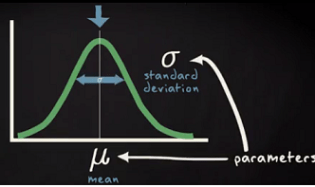 σ
σ
standard
deviation
μ
mean
parameters